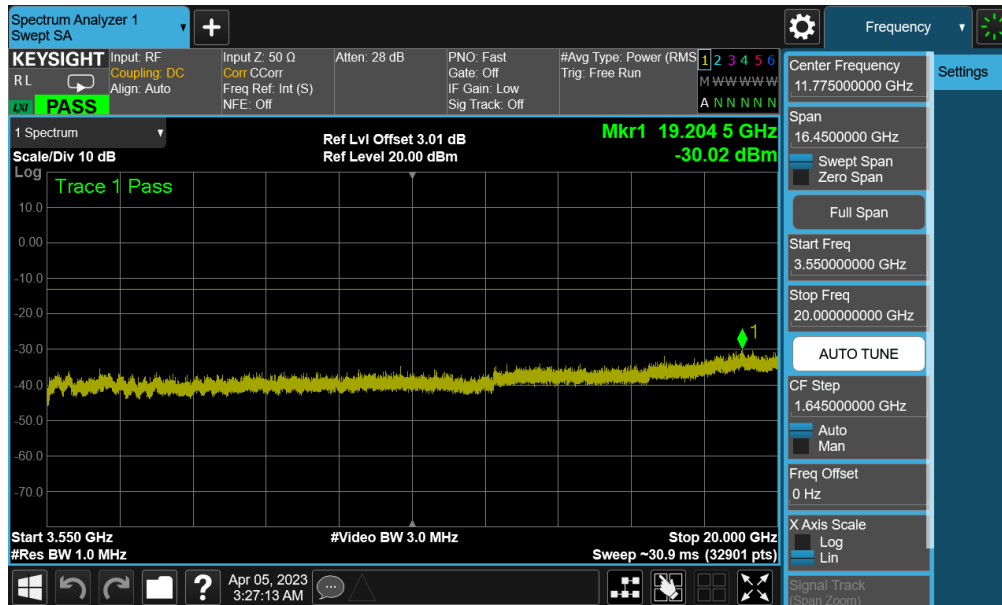 Spectrum Analyzer 1
Swept SA
Frequency
KEYSIGHT
RL
LXI
PASS
Input: RF
Coupling: DC
Align: Auto
Input Z: 50 Ω
Corr CCorr
Freq Ref: Int (S)
NFE: Off
Atten: 28 dB
PNO: Fast
Gate: Off
IF Gain: Low
Sig Track: Off
#Avg Type: Power (RMS
Trig: Free Run
1 2 3 4 5 6
M W W W W W
A N N N N N
1 Spectrum
Scale/Div 10 dB
Ref Lvl Offset 3.01 dB
Ref Level 20.00 dBm
Mkr1 19.204 5 GHz
-30.02 dBm
Log
Trace 1 Pass
10.0
0.00
-10.0
-20.0
-30.0
-40.0
-50.0
-60.0
-70.0
1
Start 3.550 GHz
#Res BW 1.0 MHz
#Video BW 3.0 MHz
Stop 20.000 GHz
Sweep ~30.9 ms (32901 pts)
?
Apr 05, 2023
3:27:13 AM
Center Frequency
11.775000000 GHz
Span
16.4500000 GHz
Swept Span
Zero Span
Full Span
Start Freq
3.550000000 GHz
Stop Freq
20.000000000 GHz
AUTO TUNE
CF Step
1.645000000 GHz
Auto
Man
Freq Offset
0 Hz
X Axis Scale
Log
Lin
Signal Track
(Span Zoom)
Settings